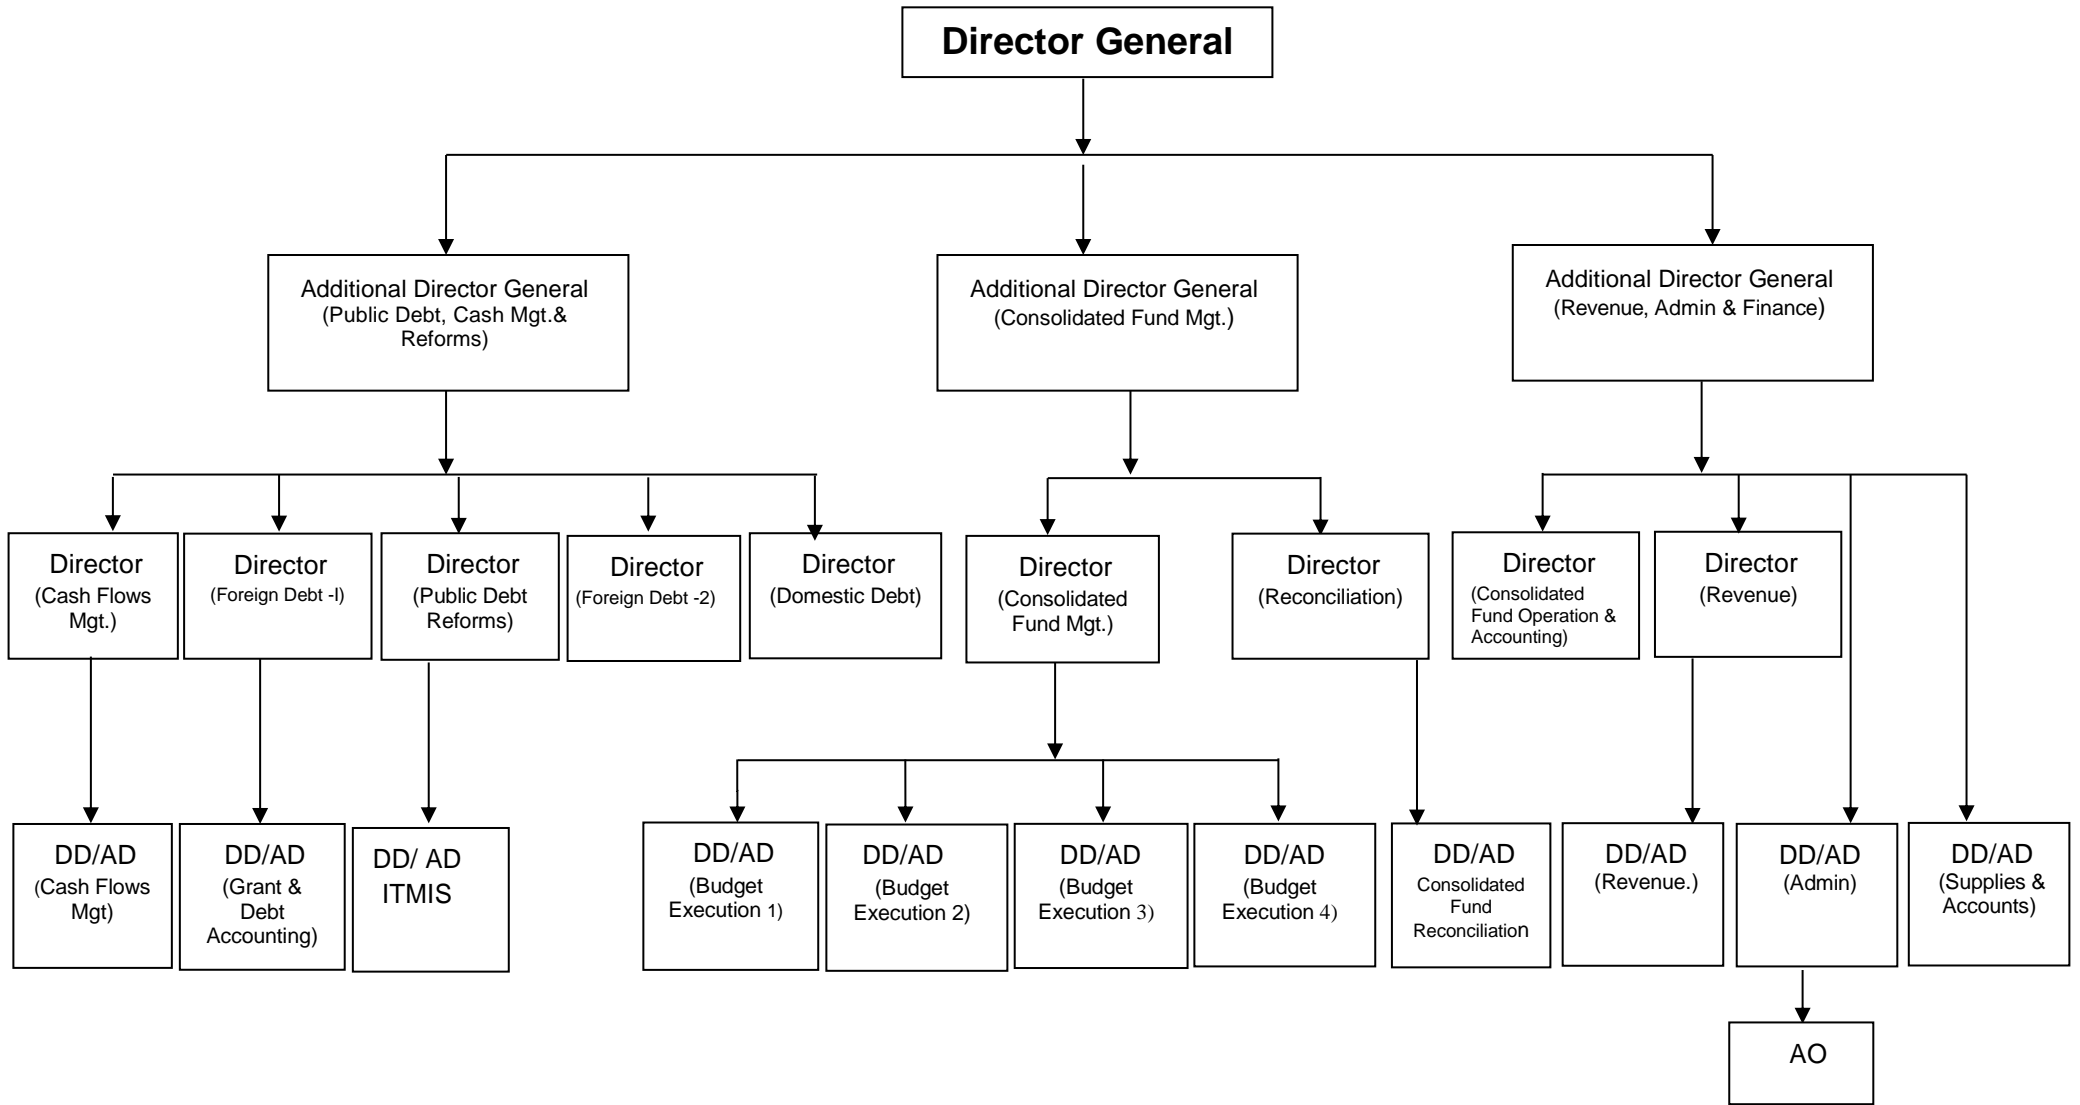 Director General
Additional Director General
(Public Debt, Cash Mgt.&
Reforms)
Additional Director General
(Consolidated Fund Mgt.)
Additional Director General
(Revenue, Admin & Finance)
Director
(Cash Flows
Mgt.)
Director
(Foreign Debt -I)
Director
(Public Debt
Reforms)
Director
(Foreign Debt -2)
Director
(Domestic Debt)
Director
(Consolidated
Fund Mgt.)
Director
(Reconciliation)
Director
(Consolidated
Fund Operation &
Accounting)
Director
(Revenue)
DD/AD
(Cash Flows
Mgt)
DD/AD
(Grant &
Debt
Accounting)
DD/ AD
ITMIS
DD/AD
(Budget
Execution 1)
DD/AD
(Budget
Execution 2)
DD/AD
(Budget
Execution 3)
DD/AD
(Budget
Execution 4)
DD/AD
Consolidated
Fund
Reconciliation
DD/AD
(Revenue.)
DD/AD
(Admin)
DD/AD
(Supplies &
Accounts)
AO